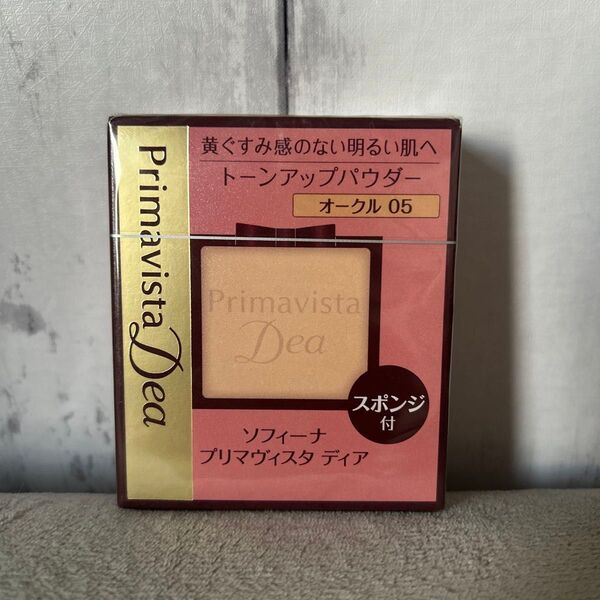 Primavista Dea
黄ぐすみ感のない明るい肌へ
トーンアップパウダー
オークル 05
Primavista
Dea
スポンジ
付
ソフィーナ
プリマヴィスタ ディア